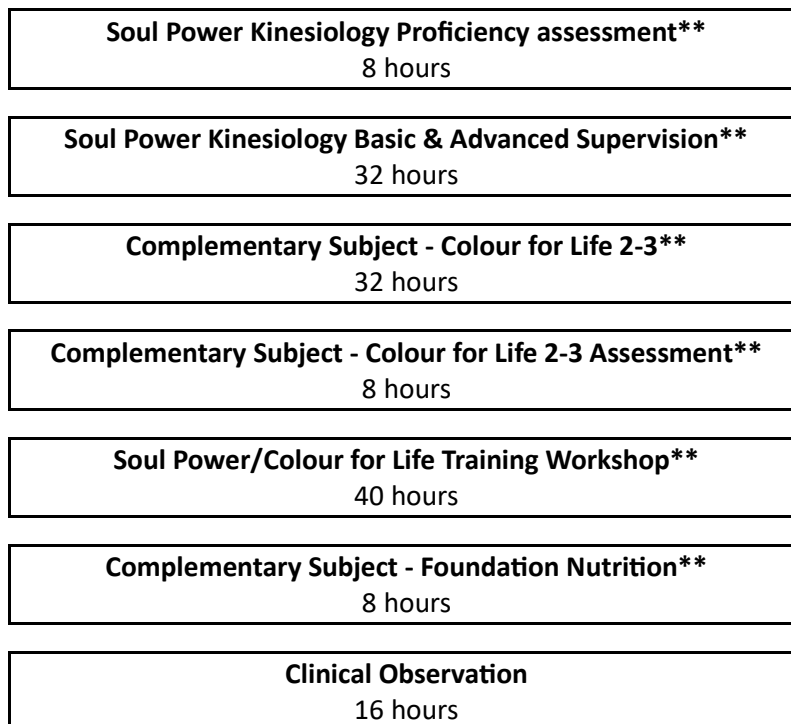 Soul Power Kinesiology Proficiency assessment**
8 hours
Soul Power Kinesiology Basic & Advanced Supervision**
32 hours
Complementary Subject - Colour for Life 2-3**
32 hours
Complementary Subject - Colour for Life 2-3 Assessment**
8 hours
Soul Power/Colour for Life Training Workshop**
40 hours
Complementary Subject - Foundation Nutrition**
8 hours
Clinical Observation
16 hours